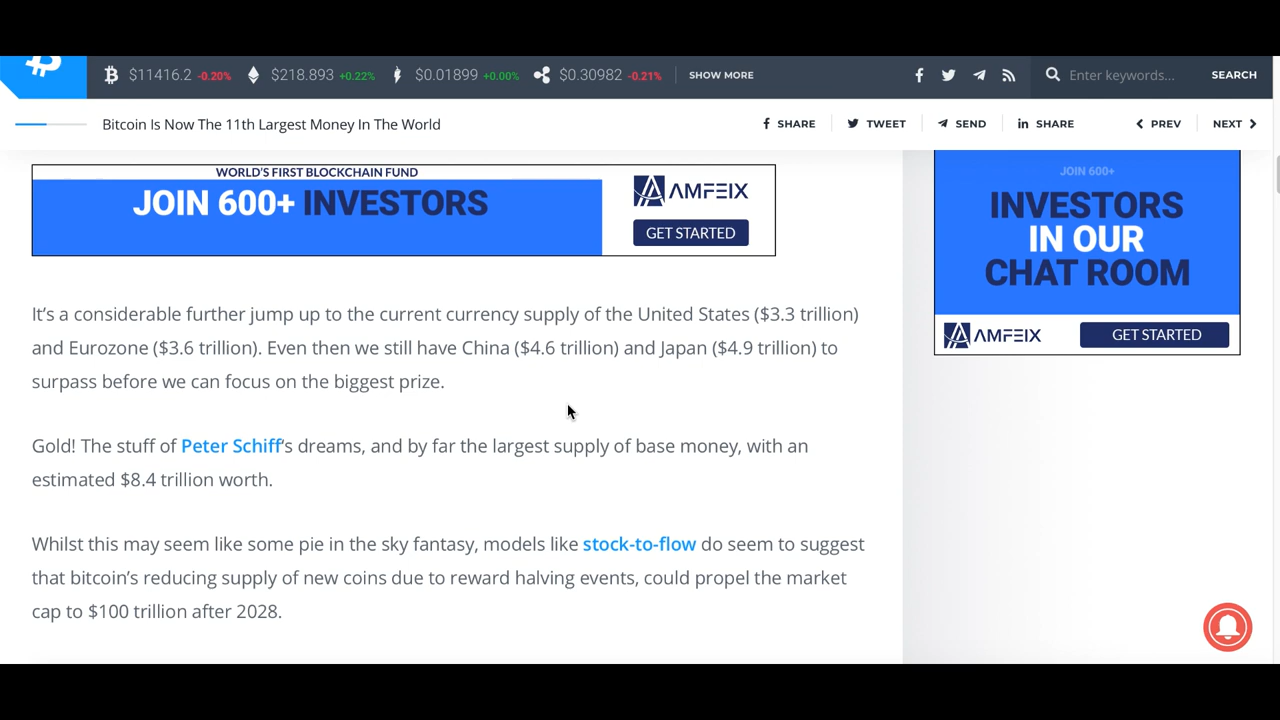 $11416.2 -0.20% $218.893 +0.22% $0.01899 +0.00% $0.30982 -0.21% SHOW MORE Enter keywords... SEARCH
Bitcoin Is Now The 11th Largest Money In The World SHARE TWEET SEND SHARE PREV NEXT
WORLD'S FIRST BLOCKCHAIN FUND
JOIN 600+ INVESTORS
AMFEIX
GET STARTED
JOIN 600+
INVESTORS
IN OUR
CHAT ROOM
AMFEIX GET STARTED
It's a considerable further jump up to the current currency supply of the United States ($3.3 trillion)
and Eurozone ($3.6 trillion). Even then we still have China ($4.6 trillion) and Japan ($4.9 trillion) to
surpass before we can focus on the biggest prize.
Gold! The stuff of Peter Schiff's dreams, and by far the largest supply of base money, with an
estimated $8.4 trillion worth.
Whilst this may seem like some pie in the sky fantasy, models like stock-to-flow do seem to suggest
that bitcoin's reducing supply of new coins due to reward halving events, could propel the market
cap to $100 trillion after 2028.